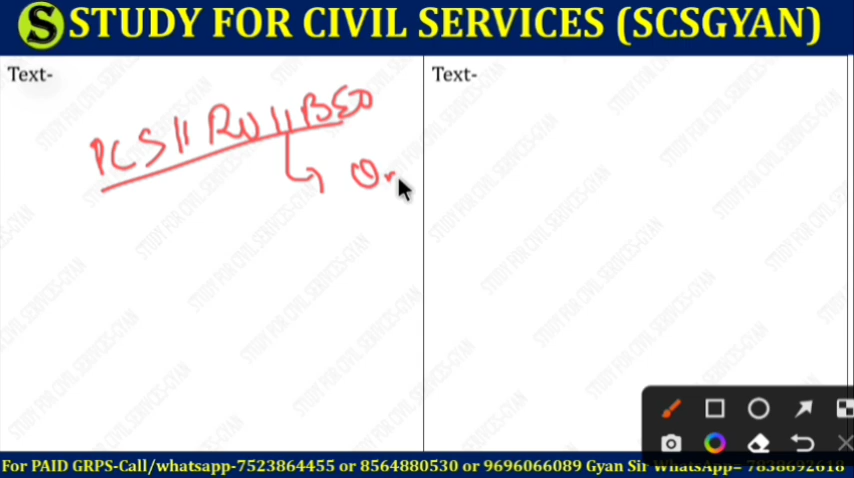 S STUDY FOR CIVIL SERVICES (SCSGYAN)
Text-
Text-
PCS || RO || BEO
For PAID GRPS-Call/whatsapp-7523864455 or 8564880530 or 9696066089 Gyan Sir WhatsApp= 7838692618